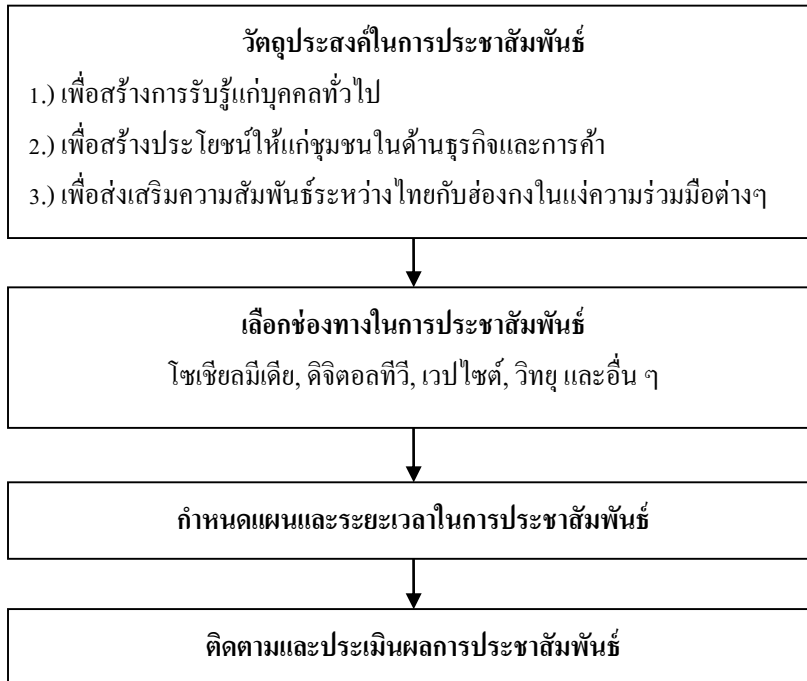 วัตถุประสงค์ในการประชาสัมพันธ์
1.) เพื่อสร้างการรับรู้แก่บุคคลทั่วไป
2.) เพื่อสร้างประโยชน์ให้แก่ชุมชนในด้านธุรกิจและการค้า
3.) เพื่อส่งเสริมความสัมพันธ์ระหว่างไทยกับฮ่องกงในแง่ความร่วมมือต่างๆ
เลือกช่องทางในการประชาสัมพันธ์
โซเชียลมีเดีย, ดิจิตอลทีวี, เวปไซต์, วิทยุ และอื่น ๆ
กำหนดแผนและระยะเวลาในการประชาสัมพันธ์
ติดตามและประเมินผลการประชาสัมพันธ์